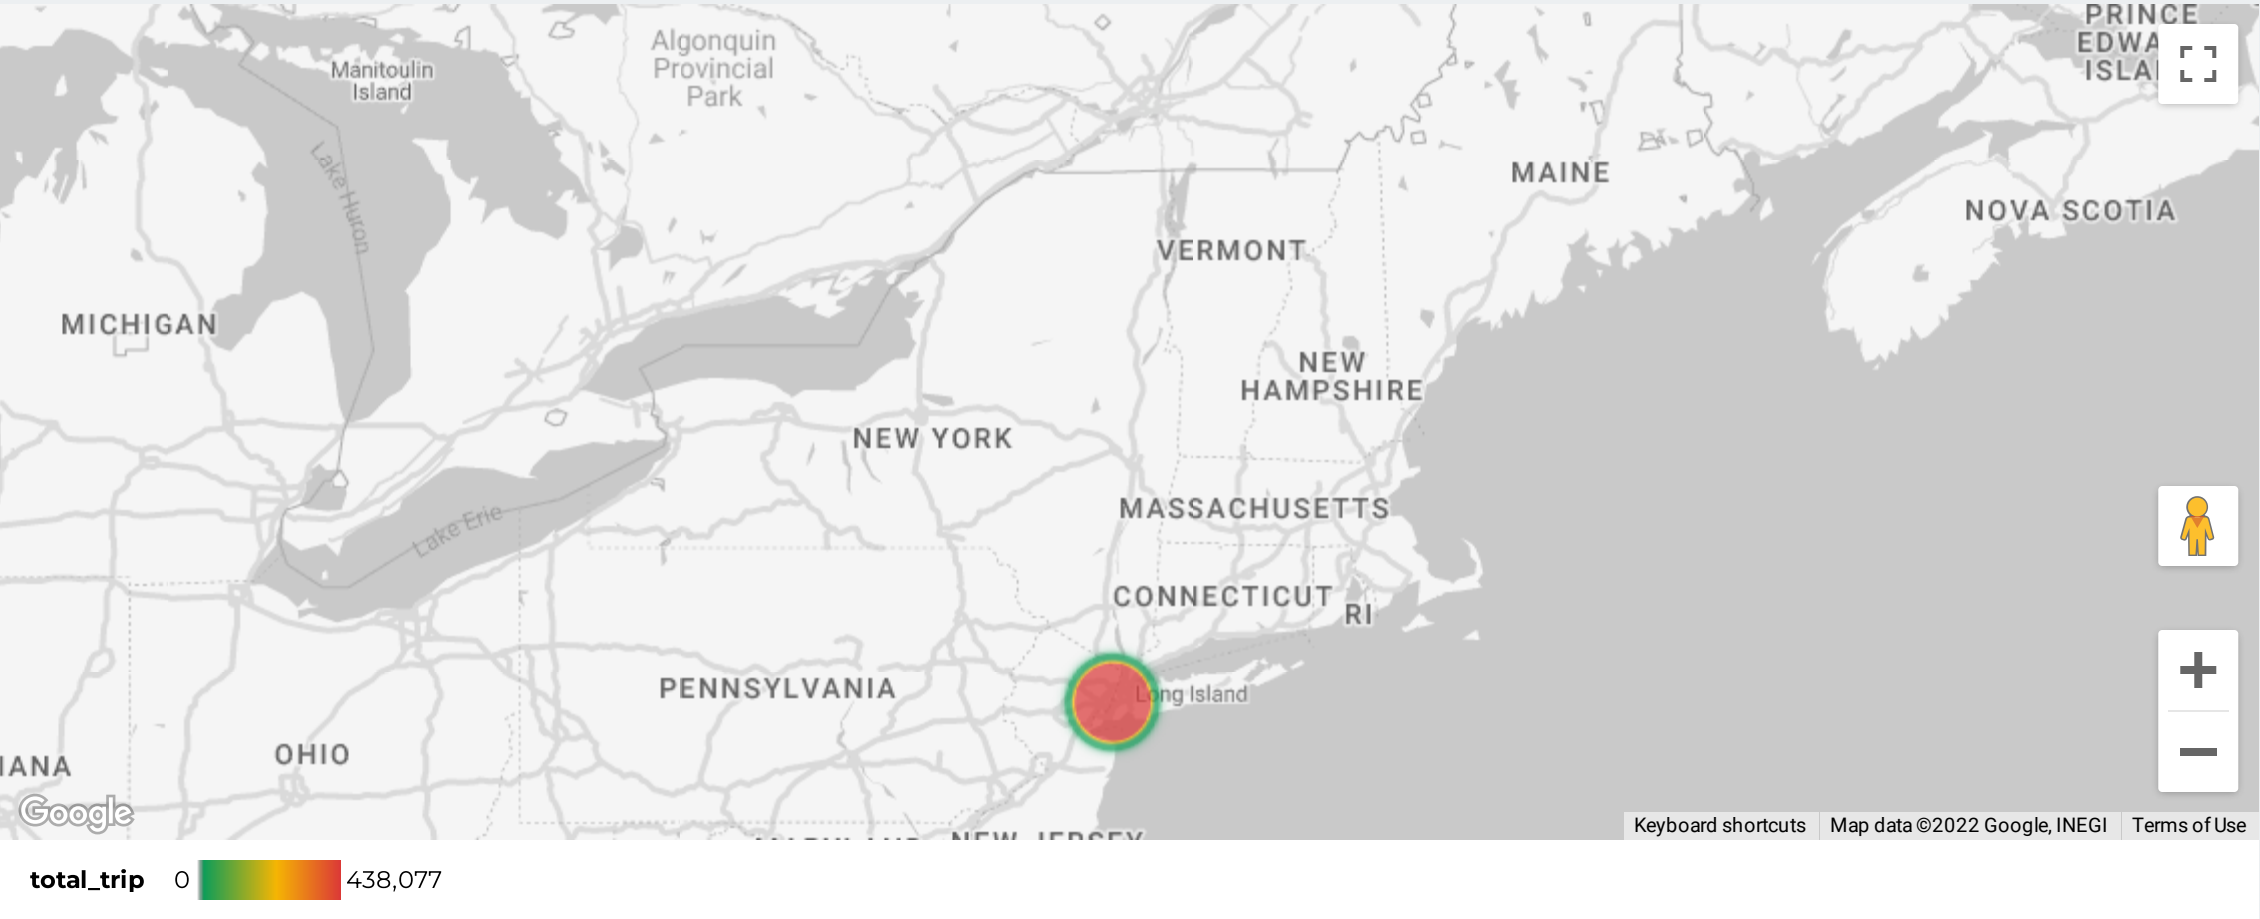 PRINCE
EDWA
ISLA
Algonquin
Provincial
Park
Manitoulin
Island
Lake Huron
MAINE
NOVA SCOTIA
VERMONT
MICHIGAN
NEW
HAMPSHIRE
NEW YORK
MASSACHUSETTS
Lake Erie
CONNECTICUT
RI
PENNSYLVANIA
Long Island
OHIO
IANA
Google
NEW JERSEY
Keyboard shortcuts
Map data ©2022 Google, INEGI
Terms of Use
total_trip 0 438,077